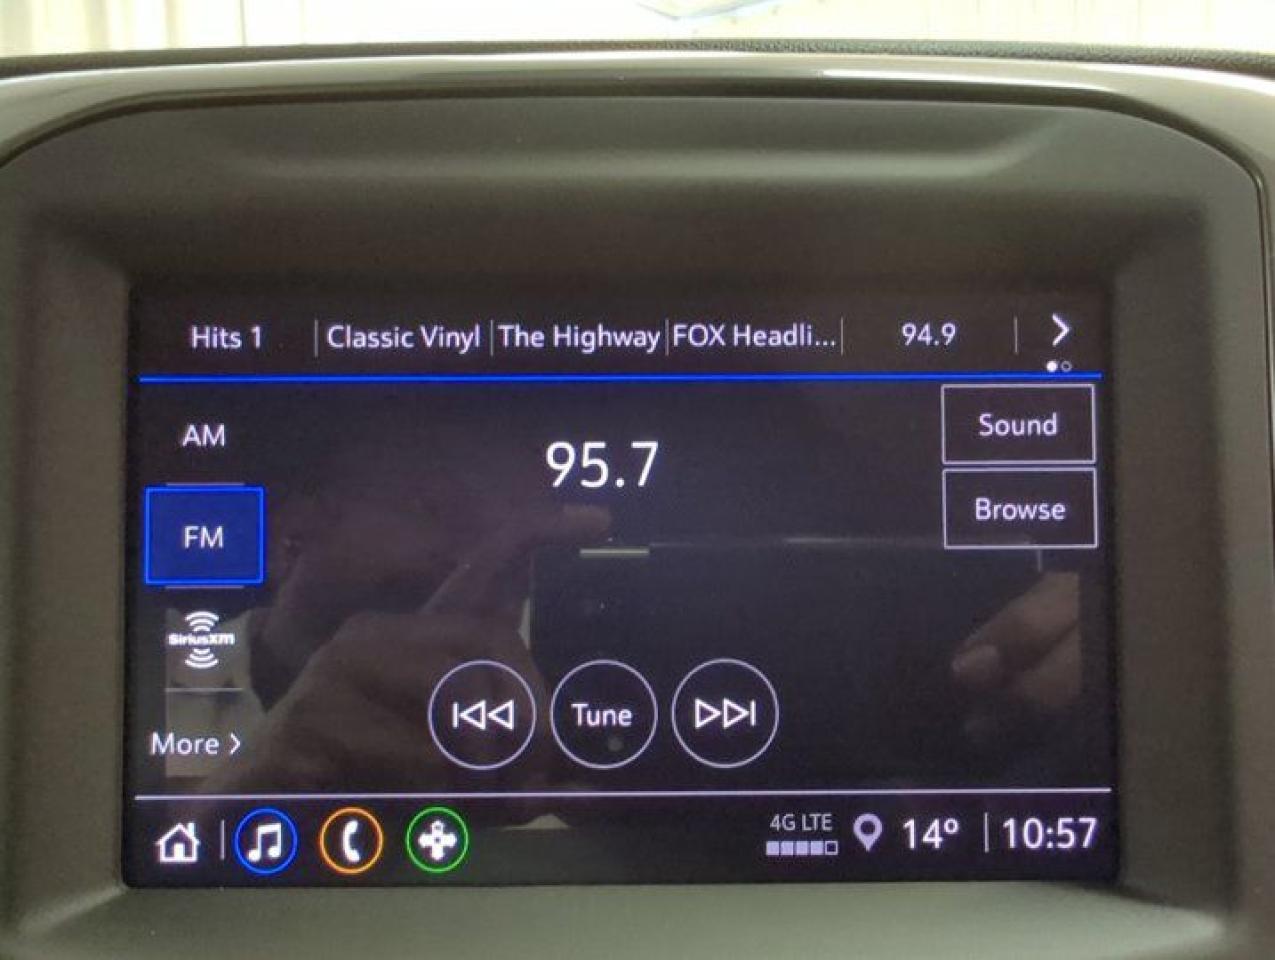 Hits 1 Classic Vinyl The Highway FOX Headli... 94.9
AM
95.7
Sound
FM
Browse
SiriusXM
Tune
More
4G LTE
14° 10:57